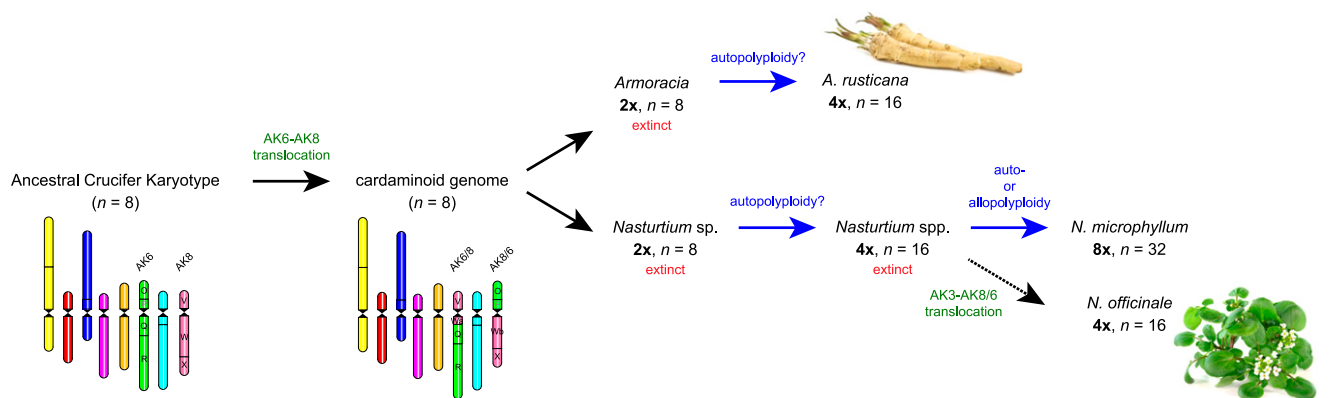 Ancestral Crucifer Karyotype
(n = 8)
AK6
AK8
O
Q
R
V
W
X
AK6-AK8
translocation
cardaminoid genome
(n = 8)
AK6/8
AK8/6
V
Wa
Q
R
O
Wb
X
Armoracia
2x, n = 8
extinct
autopolyploidy?
A. rusticana
4x, n = 16
Nasturtium sp.
2x, n = 8
extinct
autopolyploidy?
Nasturtium spp.
4x, n = 16
extinct
auto-
or
allopolyploidy
N. microphyllum
8x, n = 32
AK3-AK8/6
translocation
N. officinale
4x, n = 16